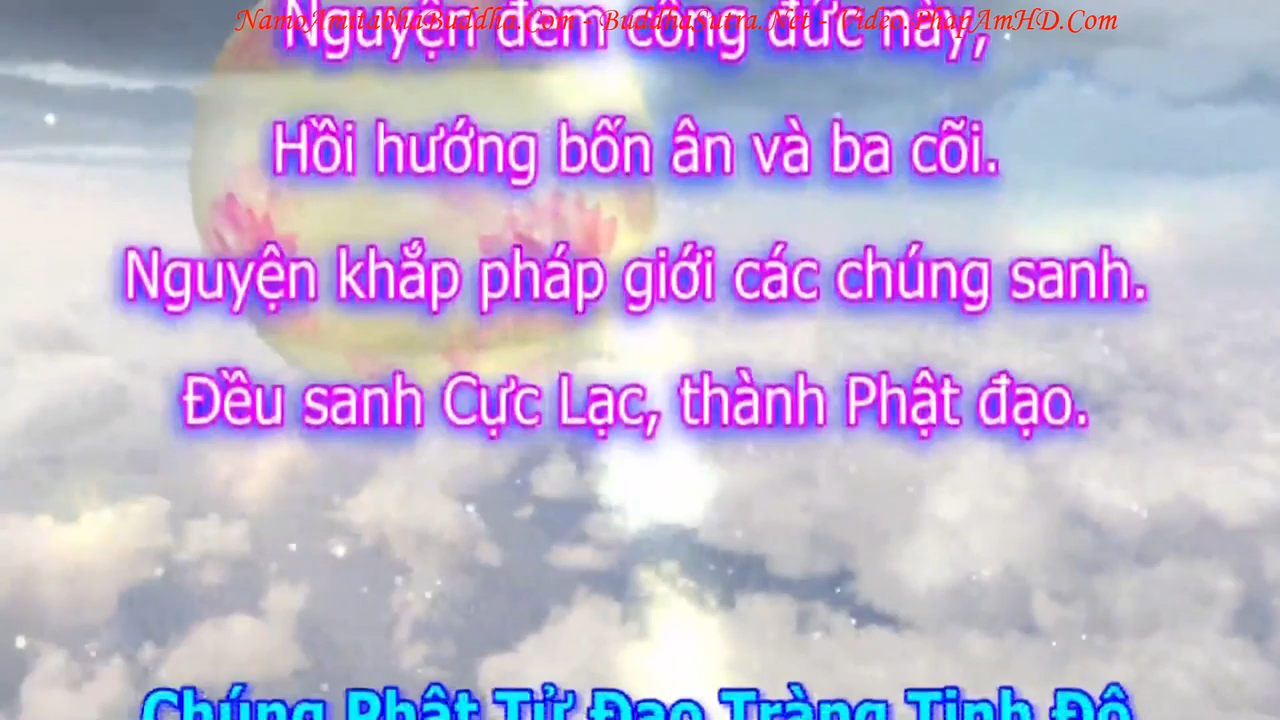 NamoAmitabhaBuddha.Com - BuddhaSutra.Net - Video.PhapAmHD.Com
Nguyện đem công đức này,
Hồi hướng bốn ân và ba cõi.
Nguyện khắp pháp giới các chúng sanh.
Đều sanh Cực Lạc, thành Phật đạo.
Chúng Phật Tử Đạo Tràng Tịnh Độ